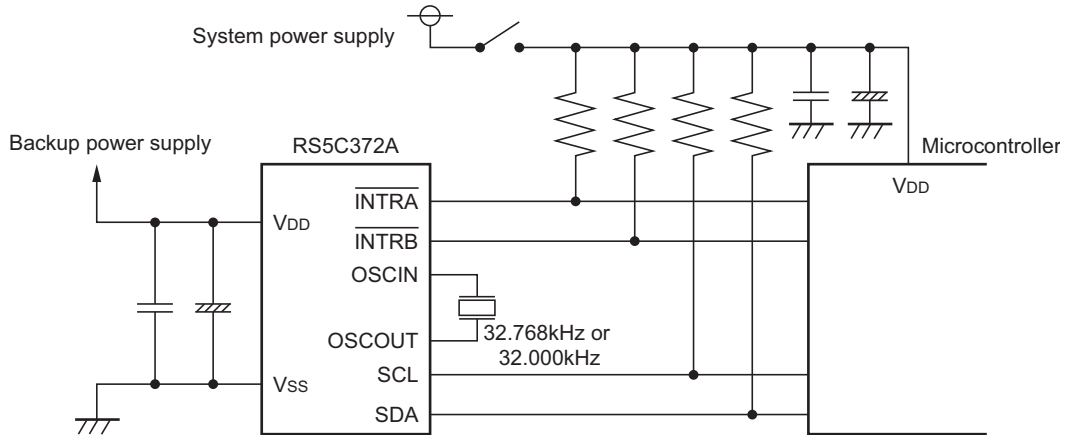 System power supply
Backup power supply
RS5C372A
Microcontroller
VDD
INTRA
VDD
INTRB
OSCIN
OSCOUT
32.768kHz or
32.000kHz
SCL
VSS
SDA